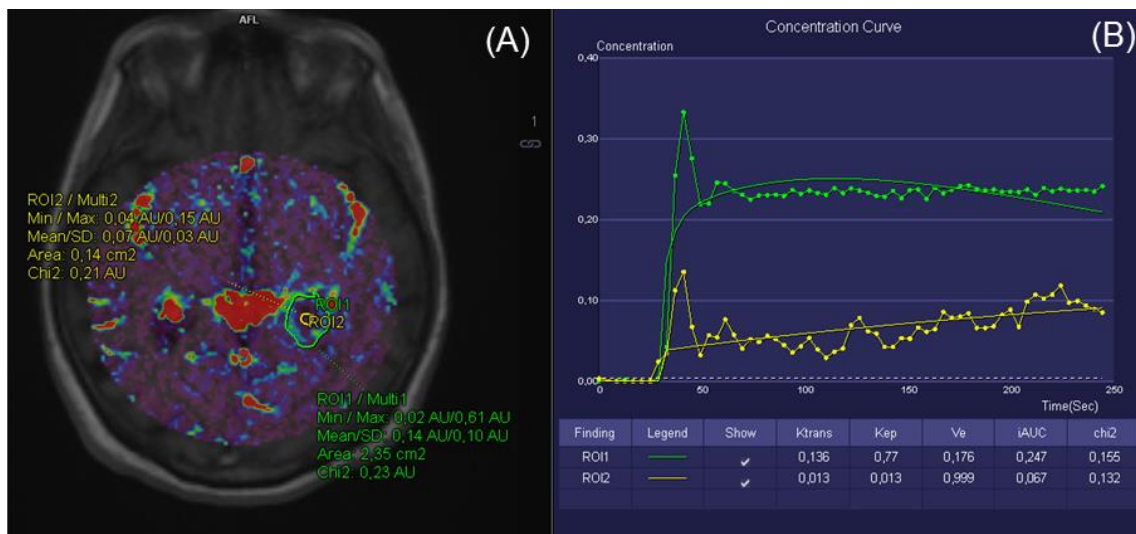 AFL
(A)
1
ROI2 / Multi2
Min / Max: 0,04 AU/0,15 AU
Mean/SD: 0,07 AU/0,03 AU
Area: 0,14 cm2
Chi2: 0,21 AU
ROI1
ROI2
ROI1 / Multi1
Min / Max: 0,02 AU/0,61 AU
Mean/SD: 0,14 AU/0,10 AU
Area: 2,35 cm2
Chi2: 0,23 AU
Concentration Curve
(B)
Concentration
0,40
0,30
0,20
0,10
0,00
0 50 100 150 200 250
Time(Sec)
Finding Legend Show Ktrans Kep Ve iAUC chi2
ROI1 0,136 0,77 0,176 0,247 0,155
ROI2 0,013 0,013 0,999 0,067 0,132